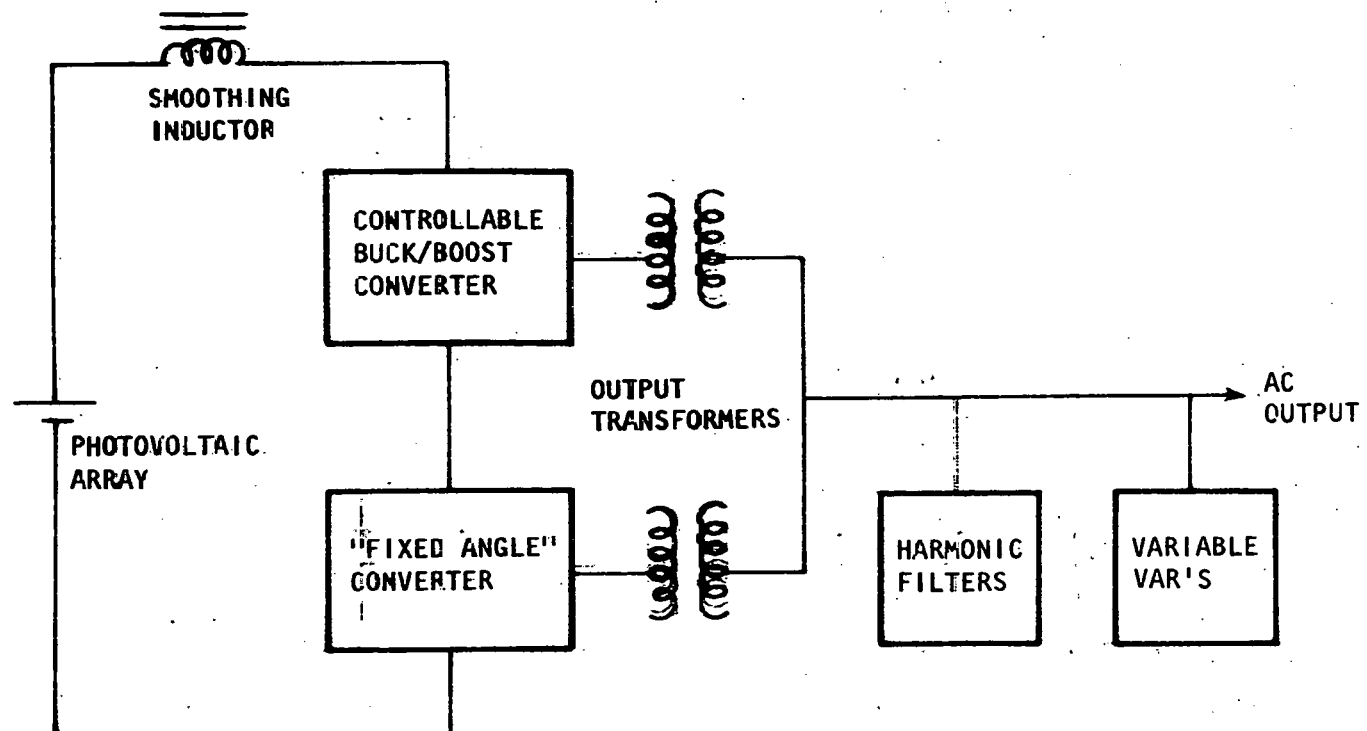 SMOOTHING
INDUCTOR
CONTROLLABLE
BUCK/BOOST
CONVERTER
OUTPUT
TRANSFORMERS
AC
OUTPUT
PHOTOVOLTAIC
ARRAY
"FIXED ANGLE"
CONVERTER
HARMONIC
FILTERS
VARIABLE
VAR'S